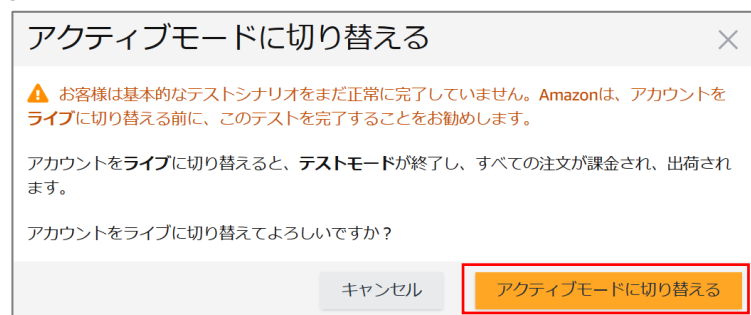 アクティブモードに切り替える
お客様は基本的なテストシナリオをまだ正常に完了していません。Amazonは、アカウントを
ライブに切り替える前に、このテストを完了することをお勧めします。
アカウントをライブに切り替えると、テストモードが終了し、すべての注文が課金され、出荷され
ます。
アカウントをライブに切り替えてよろしいですか？
キャンセル
アクティブモードに切り替える